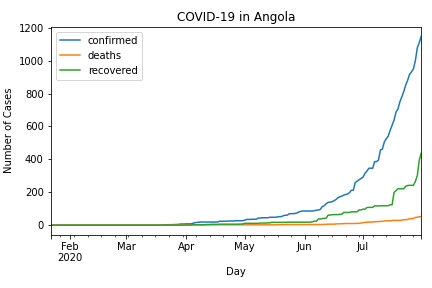 COVID-19 in Angola
confirmed
deaths
recovered
Number of Cases
1200
1000
800
600
400
200
0
Feb
2020
Mar
Apr
May
Jun
Jul
Day